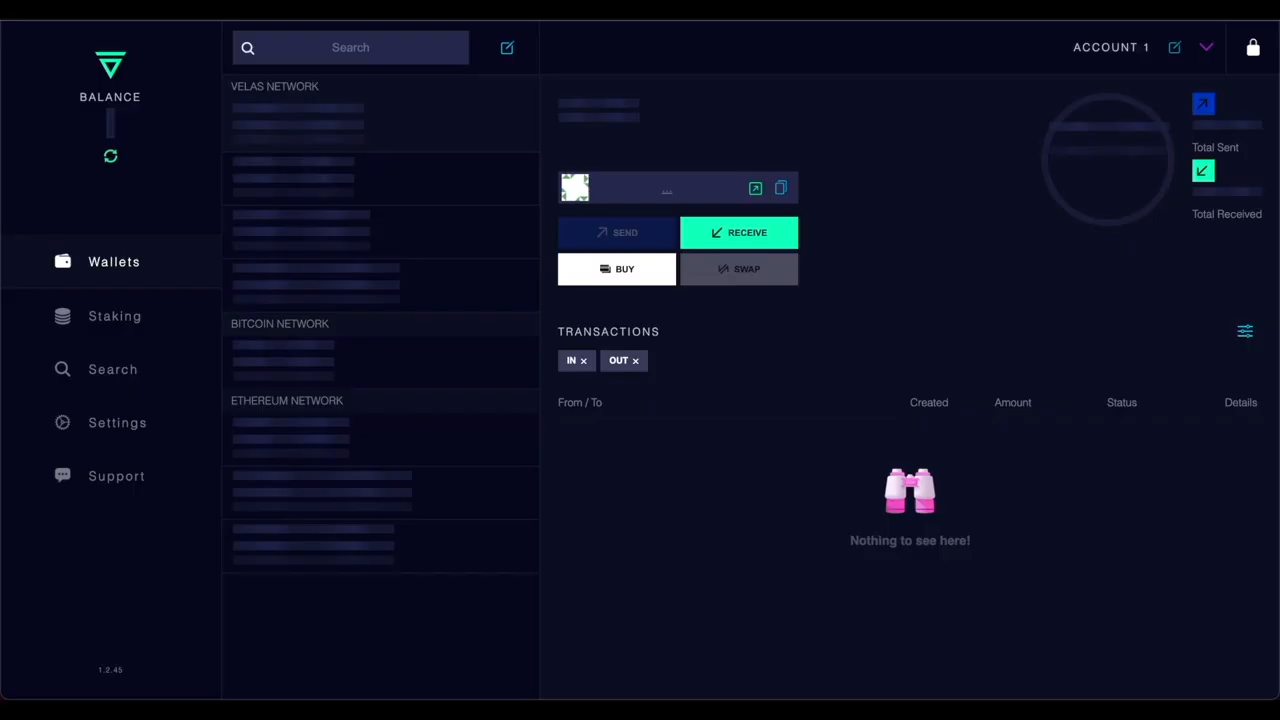 BALANCE
Wallets
Staking
Search
Settings
Support
1.2.45
Search
VELAS NETWORK
BITCOIN NETWORK
ETHEREUM NETWORK
ACCOUNT 1
...
SEND
RECEIVE
BUY
SWAP
Total Sent
Total Received
TRANSACTIONS
IN ×
OUT ×
From / To Created Amount Status Details
Nothing to see here!